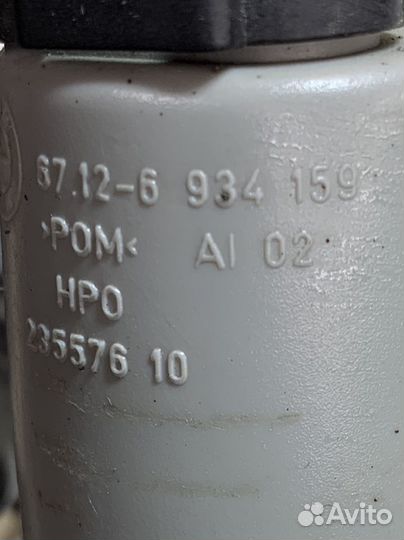 67.12-6 934 159
>POM< AI 02
HPO
235576 10
Avito